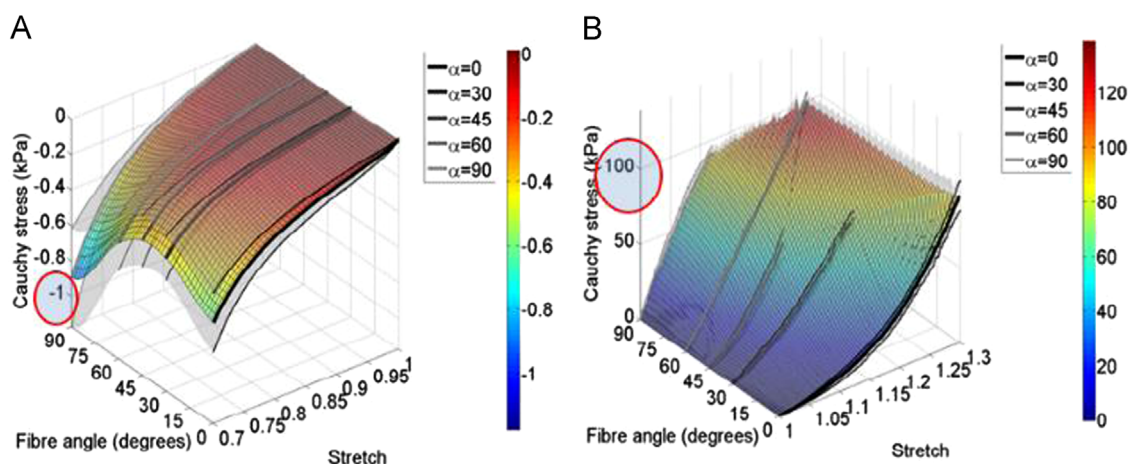 A
B
0
-0.2
-0.4
-0.6
-0.8
-1
Cauchy stress (kPa)
90
75
60
45
30
15
0
Fibre angle (degrees)
0.7
0.75
0.8
0.85
0.9
0.95
1
Stretch
α=0
α=30
α=45
α=60
α=90
0
-0.2
-0.4
-0.6
-0.8
-1
100
50
0
Cauchy stress (kPa)
90
75
60
45
30
15
0
Fibre angle (degrees)
1
1.05
1.1
1.15
1.2
1.25
1.3
Stretch
α=0
α=30
α=45
α=60
α=90
120
100
80
60
40
20
0